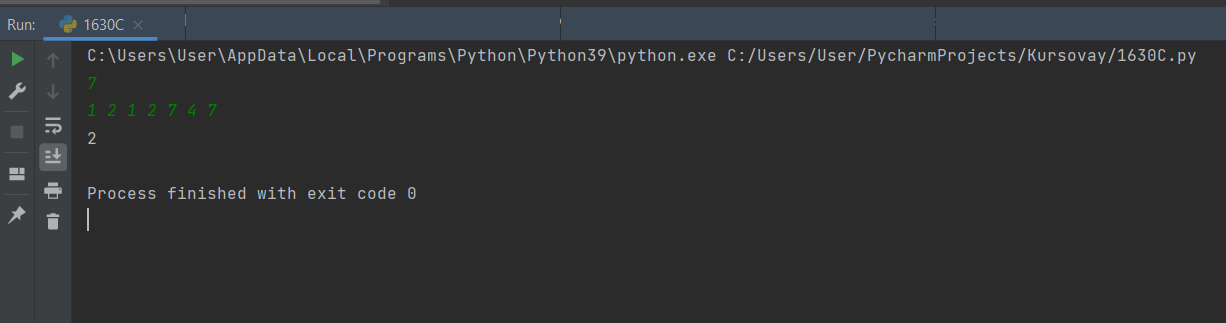 Run: 1630C
C:\Users\User\AppData\Local\Programs\Python\Python39\python.exe C:/Users/User/PycharmProjects/Kursovay/1630C.py
7
1 2 1 2 7 4 7
2
Process finished with exit code 0